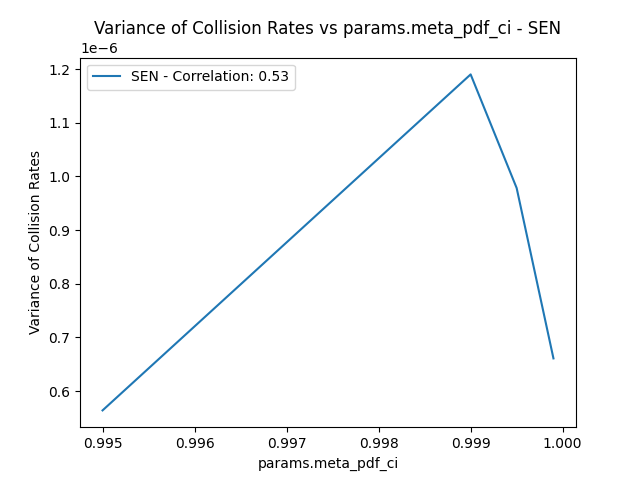 Variance of Collision Rates vs params.meta_pdf_ci - SEN
1e−6
SEN - Correlation: 0.53
1.2
1.1
1.0
0.9
0.8
0.7
0.6
Variance of Collision Rates
0.995 0.996 0.997 0.998 0.999 1.000
params.meta_pdf_ci